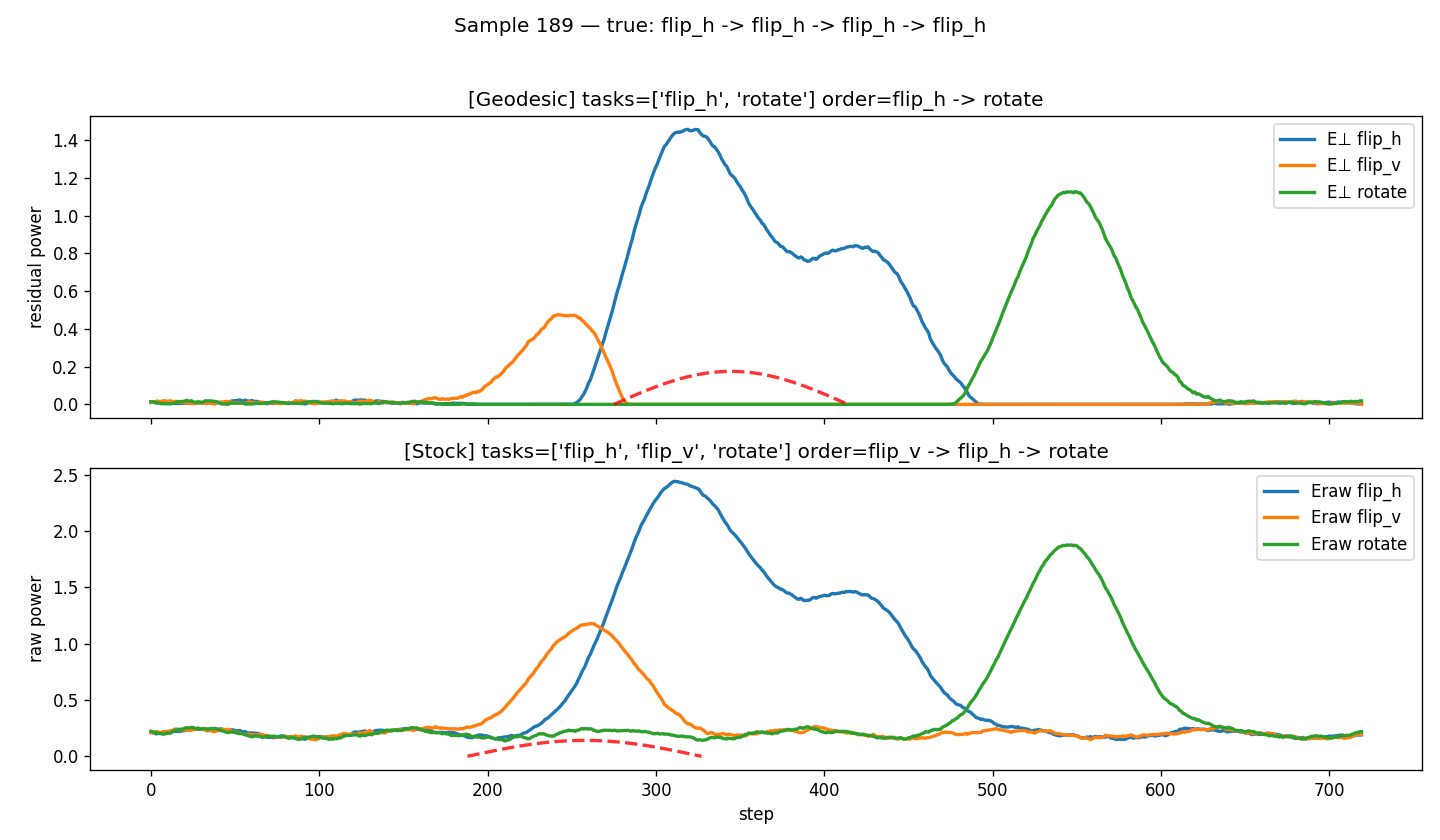 Sample 189 — true: flip_h -> flip_h -> flip_h -> flip_h
[Geodesic] tasks=['flip_h', 'rotate'] order=flip_h -> rotate
residual power
1.4
1.2
1.0
0.8
0.6
0.4
0.2
0.0
E⊥ flip_h
E⊥ flip_v
E⊥ rotate
[Stock] tasks=['flip_h', 'flip_v', 'rotate'] order=flip_v -> flip_h -> rotate
raw power
2.5
2.0
1.5
1.0
0.5
0.0
Eraw flip_h
Eraw flip_v
Eraw rotate
0 100 200 300 400 500 600 700
step